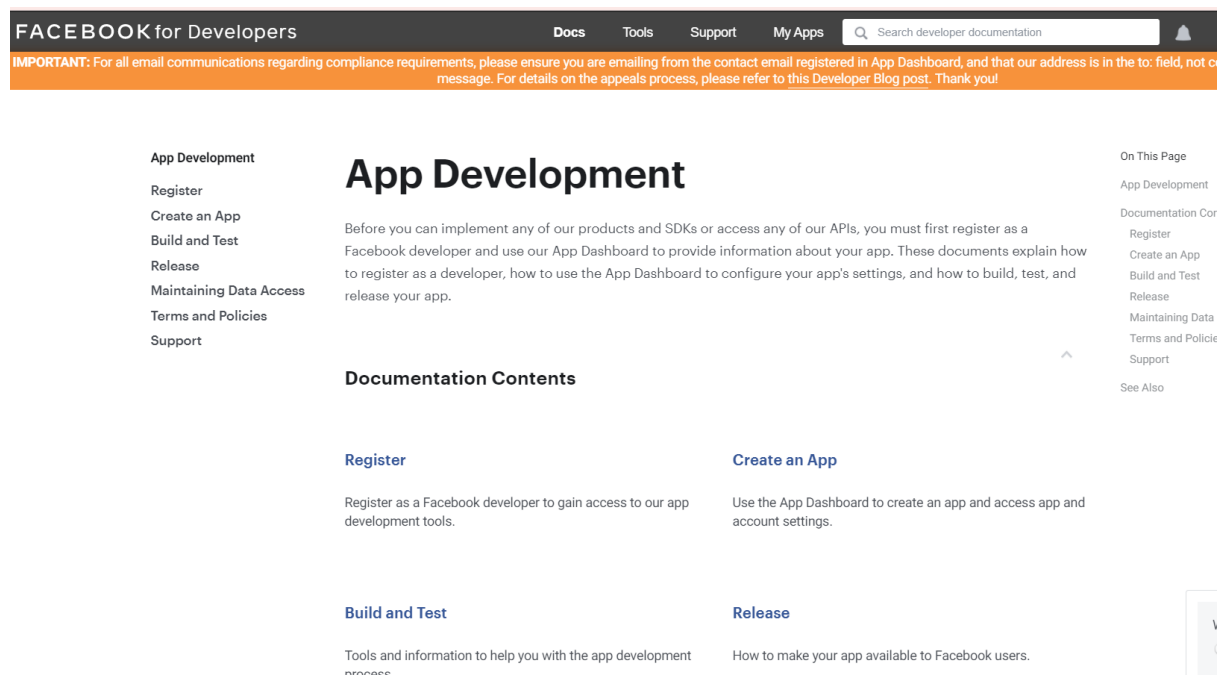 FACEBOOK for Developers
Docs
Tools
Support
My Apps
Search developer documentation
IMPORTANT: For all email communications regarding compliance requirements, please ensure you are emailing from the contact email registered in App Dashboard, and that our address is in the to: field, not
message. For details on the appeals process, please refer to this Developer Blog post. Thank you!
App Development
Register
Create an App
Build and Test
Release
Maintaining Data Access
Terms and Policies
Support
App Development
Before you can implement any of our products and SDKs or access any of our APIs, you must first register as a
Facebook developer and use our App Dashboard to provide information about your app. These documents explain how
to register as a developer, how to use the App Dashboard to configure your app's settings, and how to build, test, and
release your app.
Documentation Contents
Register
Register as a Facebook developer to gain access to our app
development tools.
Create an App
Use the App Dashboard to create an app and access app and
account settings.
Build and Test
Tools and information to help you with the app development
process
Release
How to make your app available to Facebook users.
On This Page
App Development
Documentation
Register
Create an App
Build and Test
Release
Maintaining Data
Terms and
Support
See Also